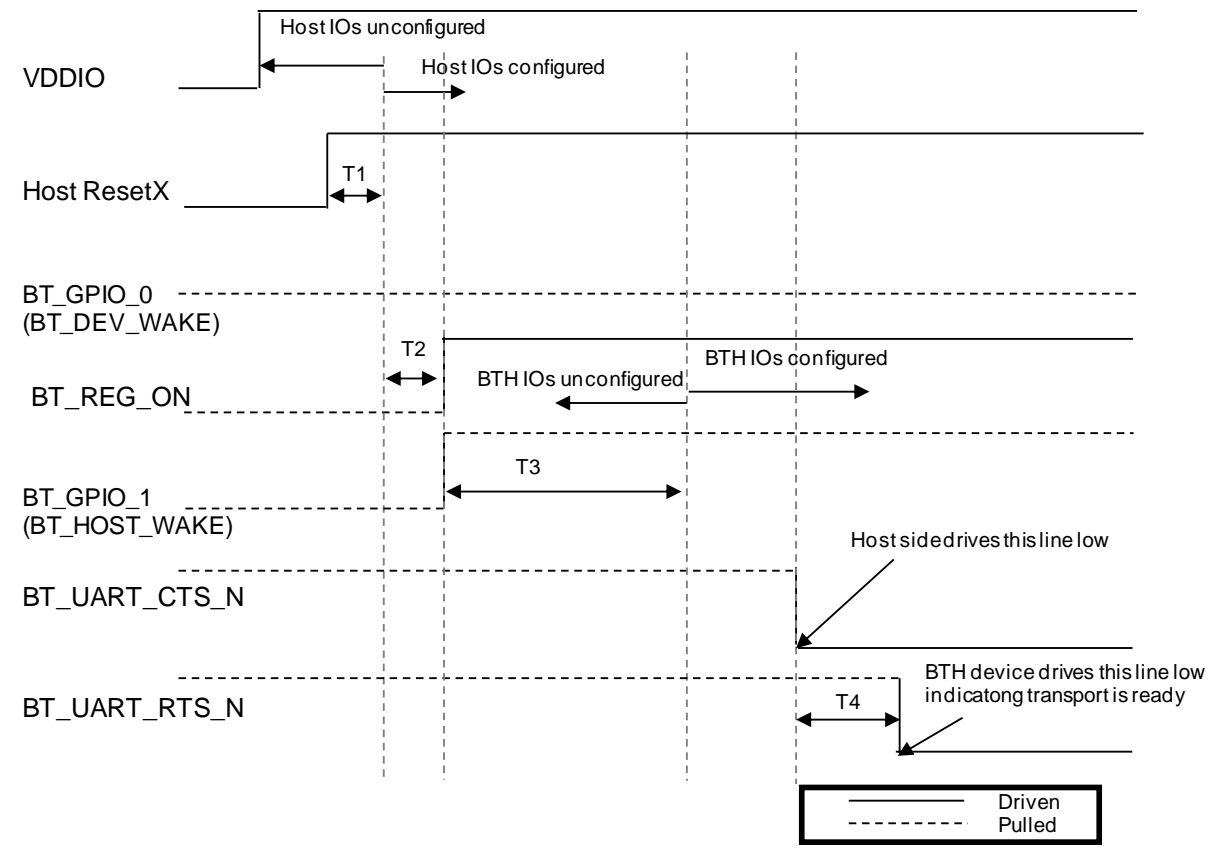 Host IOs unconfigured
VDDIO
Host IOs configured
Host ResetX
T1
BT_GPIO_0
(BT_DEV_WAKE)
T2
BT_REG_ON
BTH IOs unconfigured
BTH IOs configured
T3
BT_GPIO_1
(BT_HOST_WAKE)
Host side drives this line low
BT_UART_CTS_N
BT_UART_RTS_N
T4
BTH device drives this line low
indicatong transport is ready
Driven
Pulled